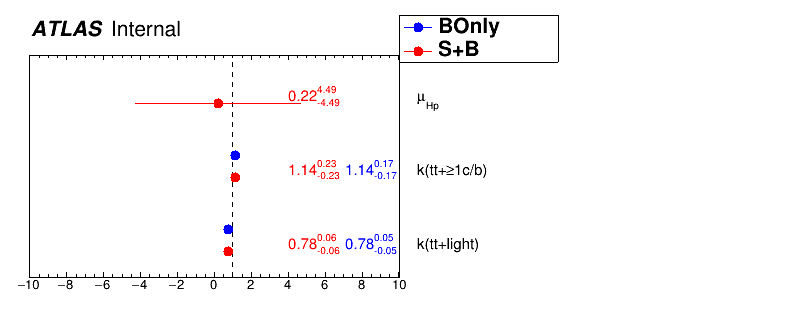 ATLAS Internal
BOnly
S+B
0.22 4.49 -4.49 μHp
1.14 0.23 -0.23 1.14 0.17 -0.17 k(tt+≥1c/b)
0.78 0.06 -0.06 0.78 0.05 -0.05 k(tt+light)
−10 −8 −6 −4 −2 0 2 4 6 8 10